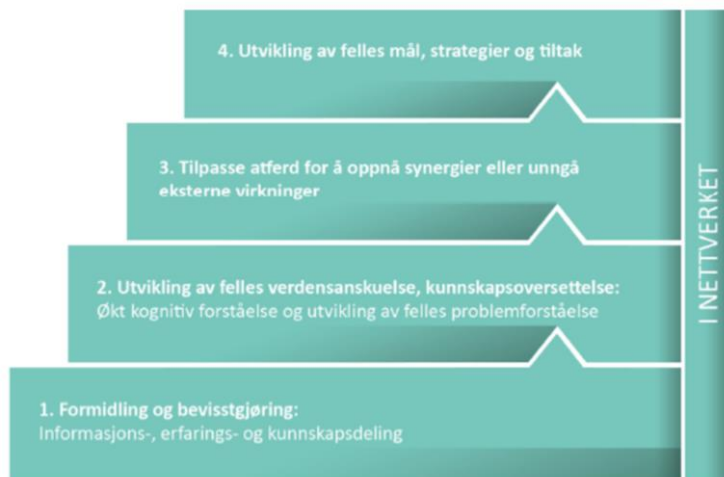 4. Utvikling av felles mål, strategier og tiltak
3. Tilpasse atferd for å oppnå synergier eller unngå
eksterne virkninger
2. Utvikling av felles verdensanskuelse, kunnskapsoversettelse:
Økt kognitiv forståelse og utvikling av felles problemforståelse
1. Formidling og bevisstgjøring:
Informasjons-, erfarings- og kunnskapsdeling
I NETTVERKET